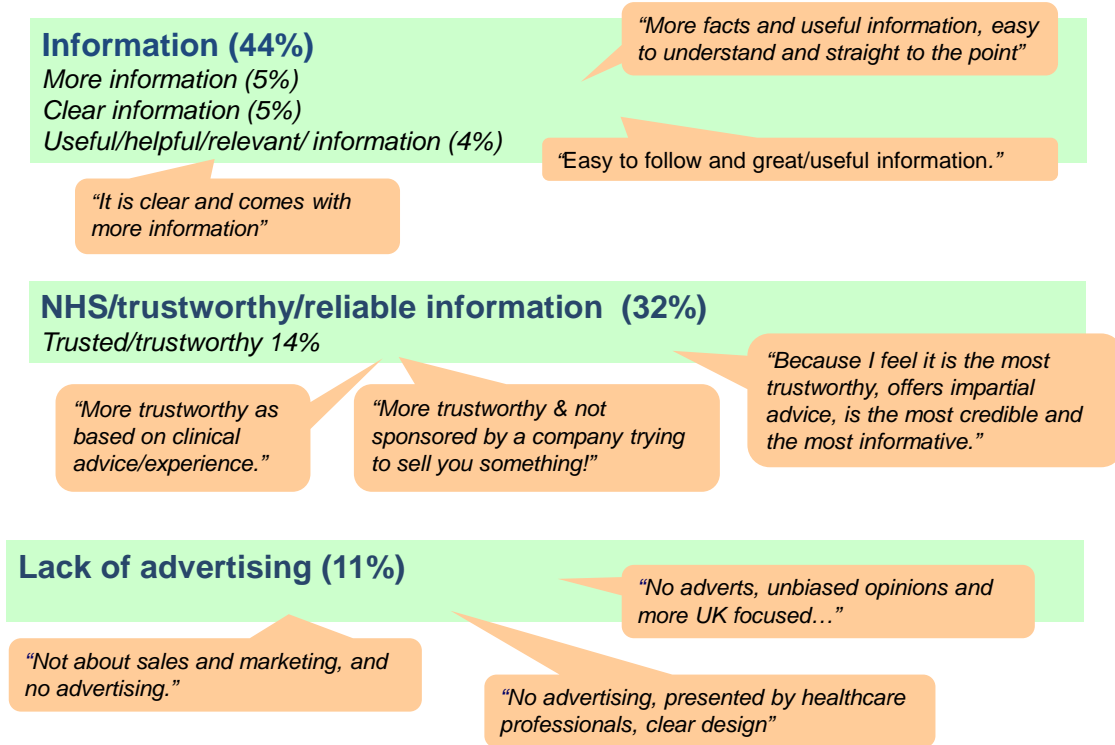 Information (44%)
More information (5%)
Clear information (5%)
Useful/helpful/relevant/ information (4%)
“More facts and useful information, easy
to understand and straight to the point”
“Easy to follow and great/useful information.”
“It is clear and comes with
more information”
NHS/trustworthy/reliable information (32%)
Trusted/trustworthy 14%
“More trustworthy as
based on clinical
advice/experience.”
“More trustworthy & not
sponsored by a company trying
to sell you something!”
“Because I feel it is the most
trustworthy, offers impartial
advice, is the most credible and
the most informative.”
Lack of advertising (11%)
“No adverts, unbiased opinions and
more UK focused…”
“Not about sales and marketing, and
no advertising.”
“No advertising, presented by healthcare
professionals, clear design”